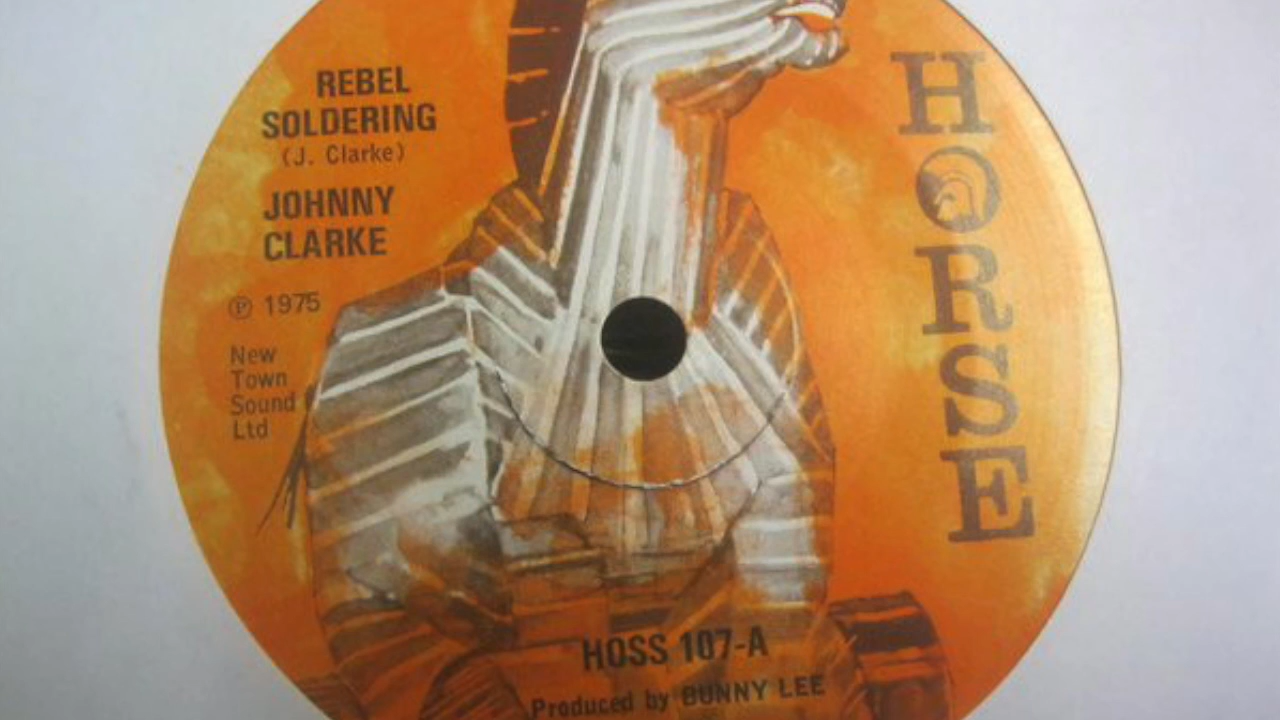 REBEL
SOLDERING
(J. Clarke)
JOHNNY
CLARKE
℗ 1975
New
Town
Sound
Ltd
HORSE
HOSS 107-A
Produced by BUNNY LEE